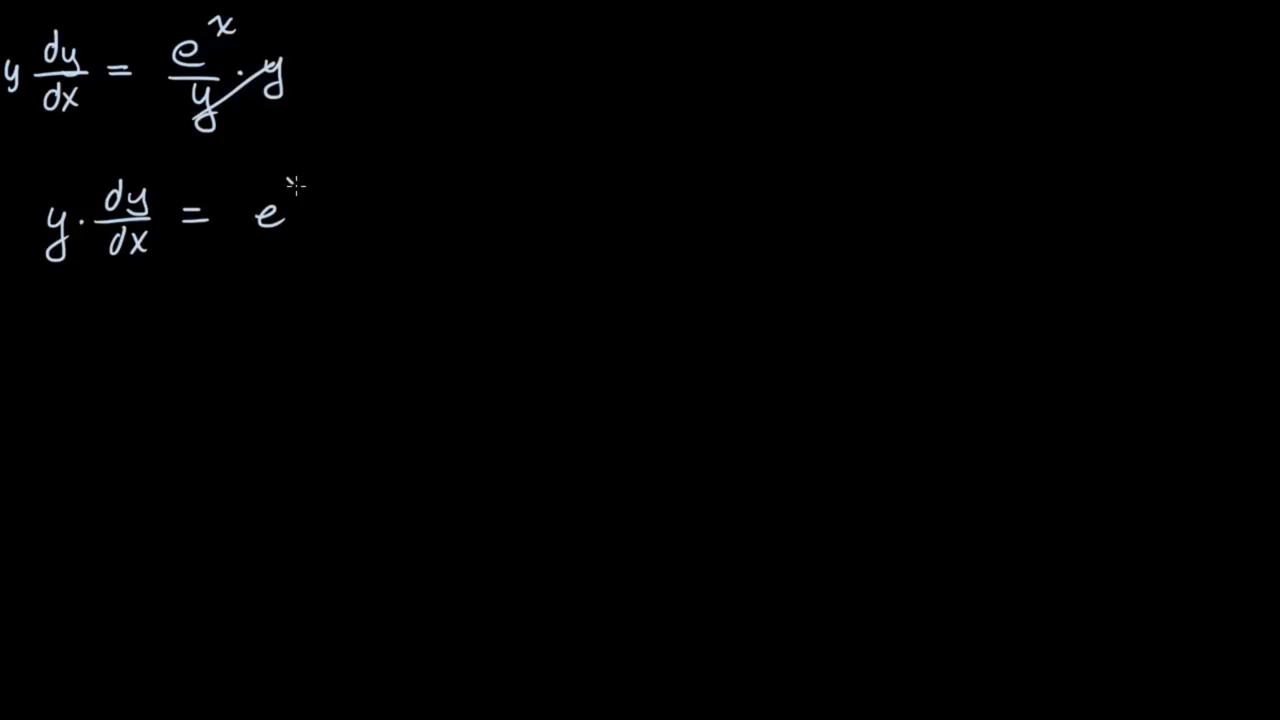 y dy/dx = e^x/y · y
y · dy/dx = e